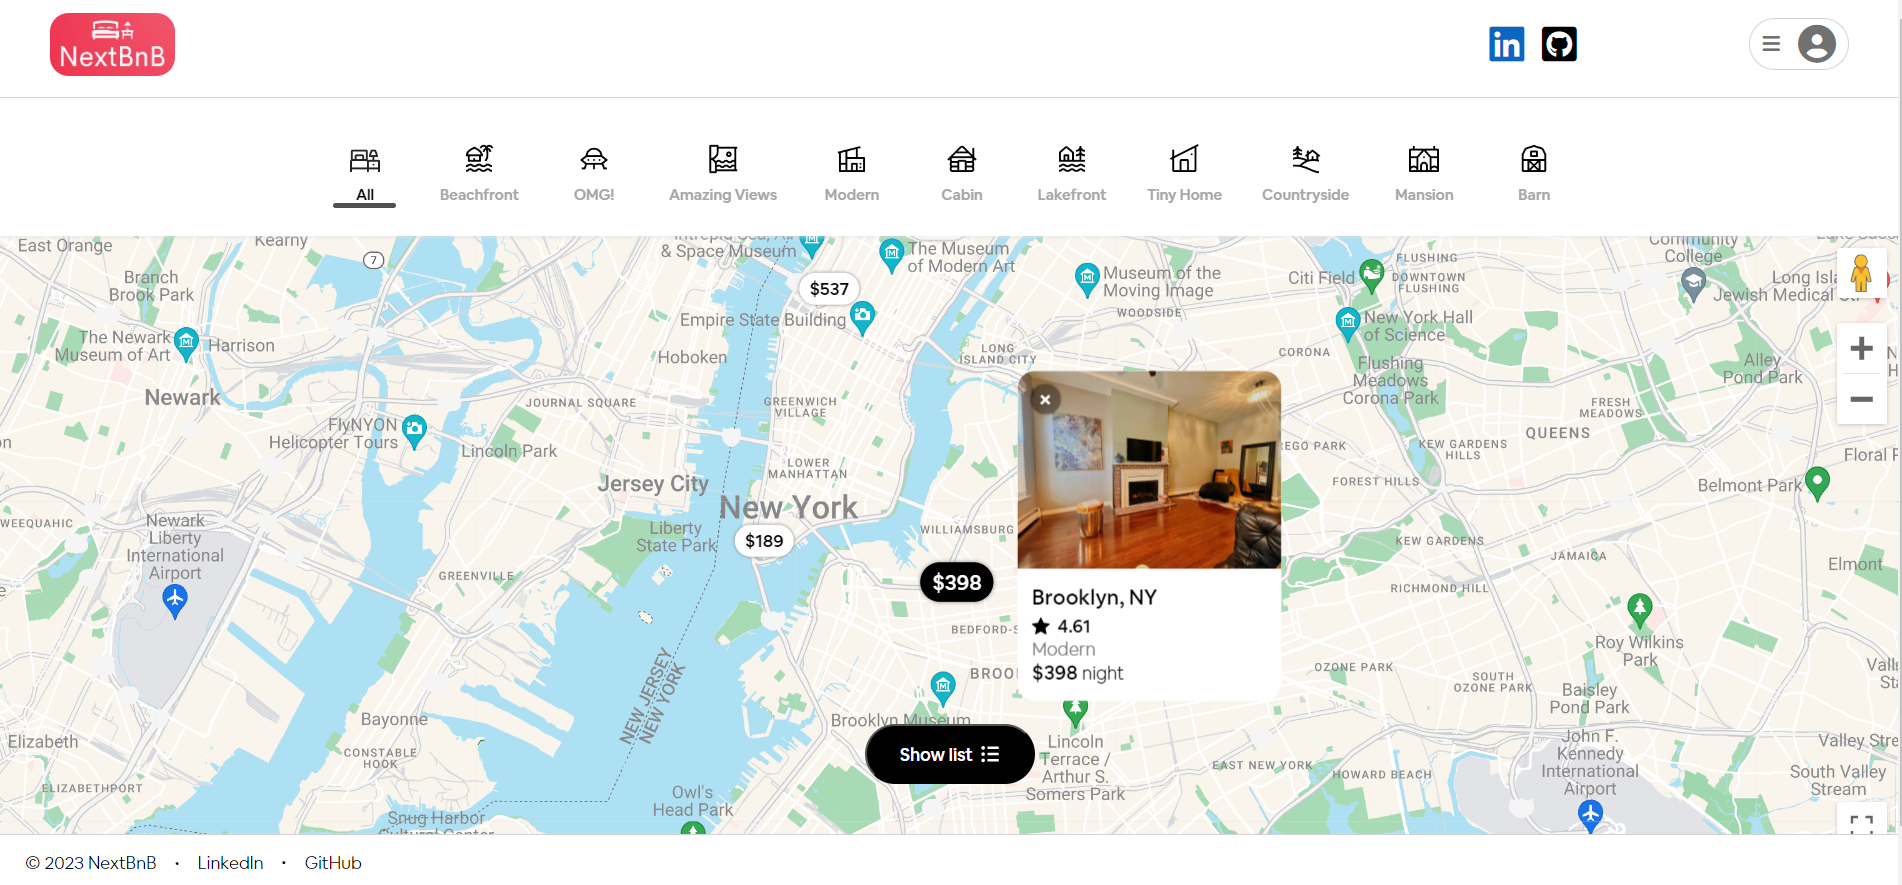 NextBnB
All
Beachfront
OMG!
Amazing Views
Modern
Cabin
Lakefront
Tiny Home
Countryside
Mansion
Barn
East Orange
Kearny
7
Branch
Brook Park
The Newark
Museum of Art
Harrison
Newark
FlyNYON
Helicopter Tours
Lincoln Park
JOURNAL SQUARE
Hoboken
& Space Museum
The Museum
of Modern Art
$537
Empire State Building
Museum of the
Moving Image
WOODSIDE
LONG
ISLAND CITY
GREENWICH
VILLAGE
LOWER
MANHATTAN
Jersey City
New York
Liberty
State Park
$189
WILLIAMSBURG
$398
BEDFORD-S
BROO
Brooklyn Museum
Citi Field
FLUSHING
DOWNTOWN
FLUSHING
Community
College
Long Isla
Jewish Medical
New York Hall
of Science
CORONA
Flushing
Meadows
Corona Park
Alley
Pond Park
FRESH
MEADOWS
QUEENS
KEW GARDENS
HILLS
REGO PARK
FOREST HILLS
Floral F
Belmont Park
KEW GARDENS
JAMAICA
Elmont
RICHMOND HILL
Brooklyn, NY
4.61
Modern
$398 night
Roy Wilkins
Park
OZONE PARK
SOUTH
OZONE PARK
Baisley
Pond Park
Valle
WEEQUAHIC
Newark
Liberty
International
Airport
GREENVILLE
NEW JERSEY
NEW YORK
Bayonne
CONSTABLE
HOOK
Elizabeth
ELIZABETHPORT
Snug Harbor
Cultural Center
Owl's
Head Park
Show list
Lincoln
Terrace /
Arthur S.
Somers Park
EAST NEW YORK
HOWARD BEACH
John F.
Kennedy
International
Airport
Valley Stre
South Valley
Stream
© 2023 NextBnB · LinkedIn · GitHub